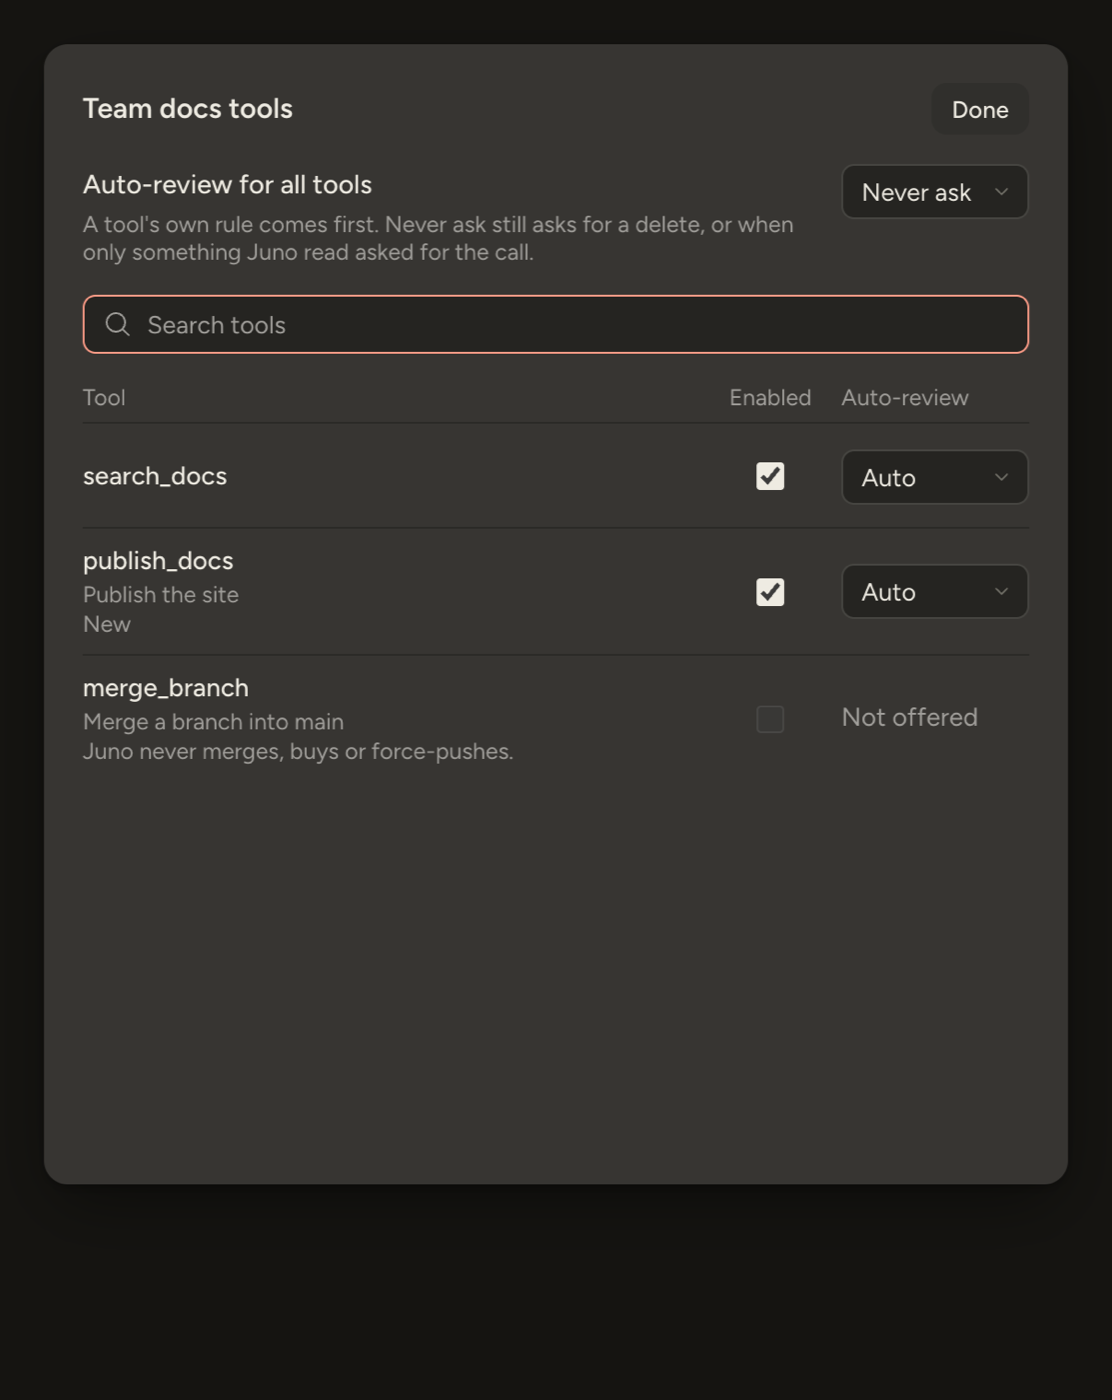 Team docs tools
Done
Auto-review for all tools
Never ask
A tool's own rule comes first. Never ask still asks for a delete, or when
only something Juno read asked for the call.
Search tools
Tool Enabled Auto-review
search_docs
Auto
publish_docs
Publish the site
New
Auto
merge_branch
Merge a branch into main
Juno never merges, buys or force-pushes.
Not offered